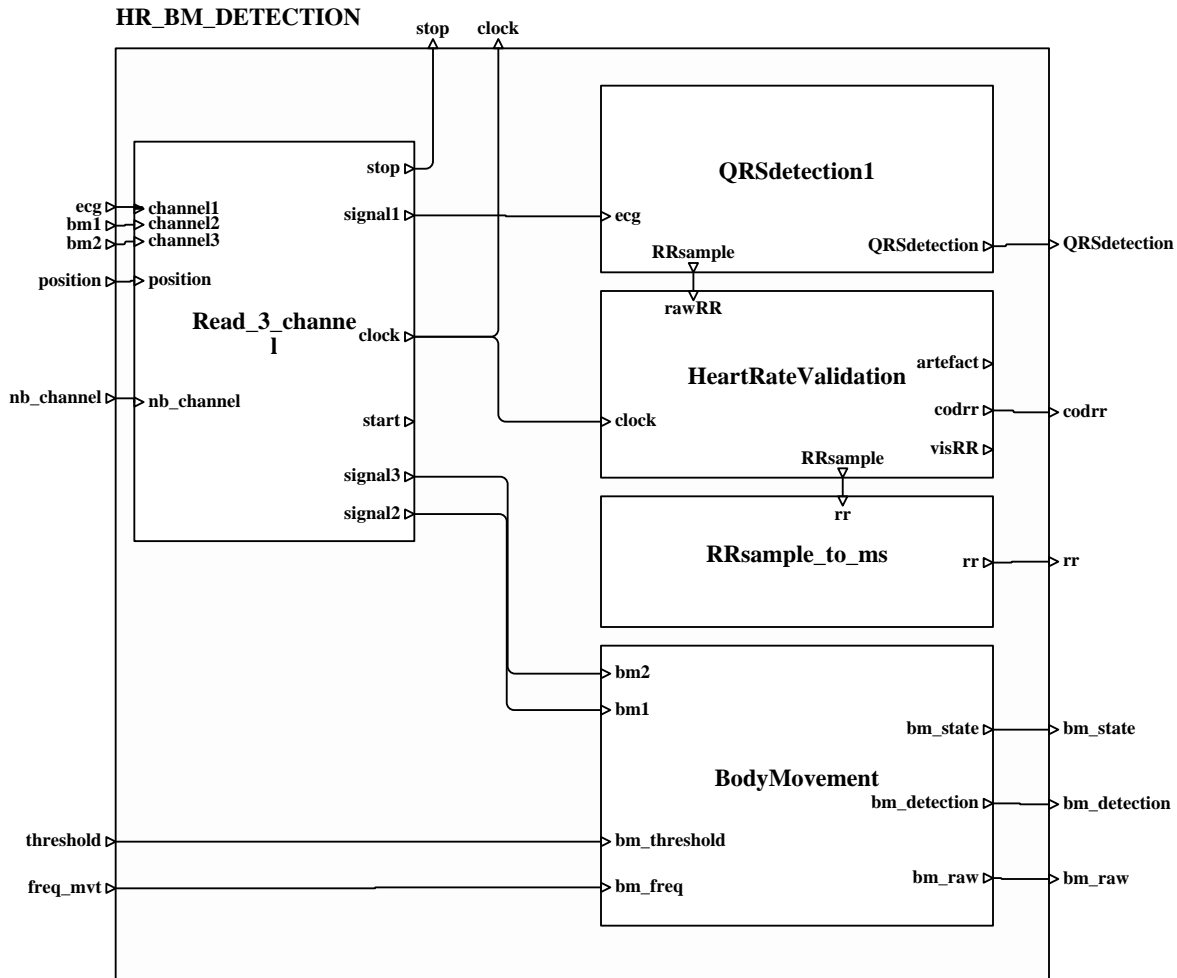 HR_BM_DETECTION
stop
clock
ecg
bm1
bm2
position
nb_channel
threshold
freq_mvt
channel1
channel2
channel3
position
nb_channel
Read_3_channe
l
stop
signal1
clock
start
signal3
signal2
QRSdetection1
ecg
QRSdetection
RRsample
rawRR
HeartRateValidation
clock
artefact
codrr
visRR
RRsample
rr
RRsample_to_ms
rr
bm2
bm1
BodyMovement
bm_threshold
bm_freq
bm_state
bm_detection
bm_raw
QRSdetection
codrr
rr
bm_state
bm_detection
bm_raw